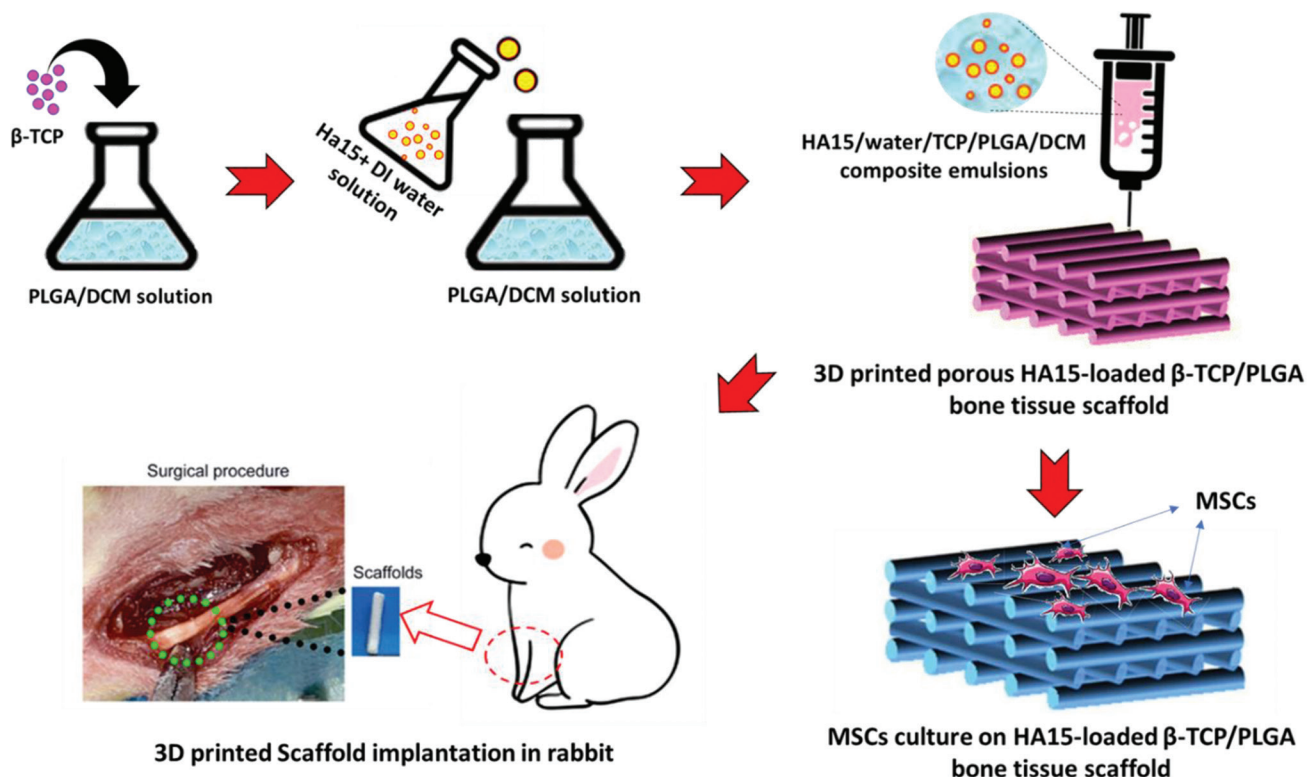 β-TCP
PLGA/DCM solution
Ha15+ DI water
solution
PLGA/DCM solution
HA15/water/TCP/PLGA/DCM
composite emulsions
3D printed porous HA15-loaded β-TCP/PLGA
bone tissue scaffold
Surgical procedure
Scaffolds
3D printed Scaffold implantation in rabbit
MSCs
MSCs culture on HA15-loaded β-TCP/PLGA
bone tissue scaffold